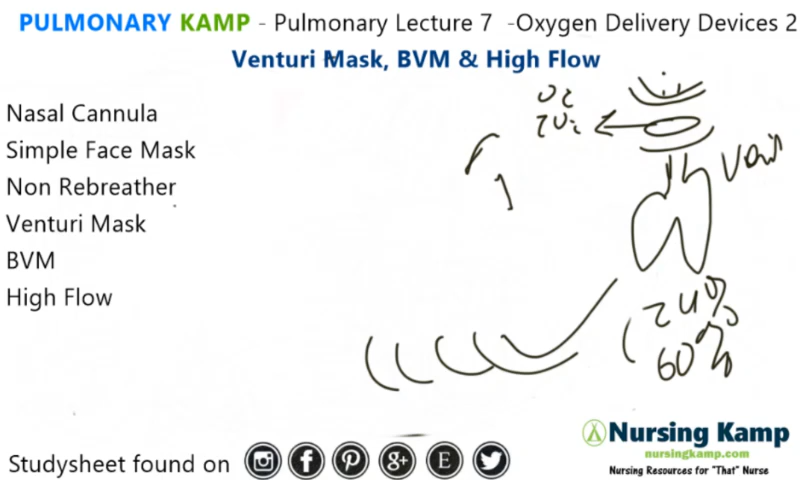 PULMONARY KAMP - Pulmonary Lecture 7 -Oxygen Delivery Devices 2
Venturi Mask, BVM & High Flow
Nasal Cannula
Simple Face Mask
Non Rebreather
Venturi Mask
BVM
High Flow
O2
24%
60%
Nursing Kamp
nursingkamp.com
Nursing Resources for "That" Nurse
Studysheet found on